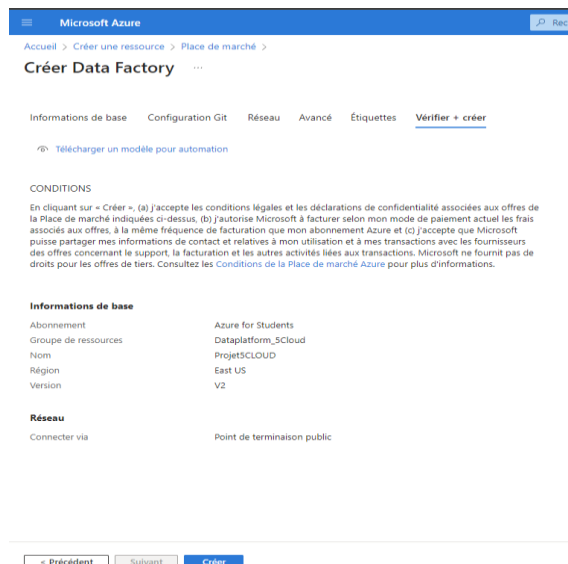 Microsoft Azure
Rec
Accueil > Créer une ressource > Place de marché >
Créer Data Factory ...
Informations de base Configuration Git Réseau Avancé Étiquettes Vérifier + créer
Télécharger un modèle pour automation
CONDITIONS
En cliquant sur « Créer », (a) j'accepte les conditions légales et les déclarations de confidentialité associées aux offres de
la Place de marché indiquées ci-dessus, (b) j'autorise Microsoft à facturer selon mon mode de paiement actuel les frais
associés aux offres, à la même fréquence de facturation que mon abonnement Azure et (c) j'accepte que Microsoft
puisse partager mes informations de contact et relatives à mon utilisation et à mes transactions avec les fournisseurs
des offres concernant le support, la facturation et les autres activités liées aux transactions. Microsoft ne fournit pas de
droits pour les offres de tiers. Consultez les Conditions de la Place de marché Azure pour plus d'informations.
Informations de base
Abonnement Azure for Students
Groupe de ressources Dataplatform_5Cloud
Nom Projet5CLOUD
Région East US
Version V2
Réseau
Connecter via Point de terminaison public
< Précédent Suivant Créer